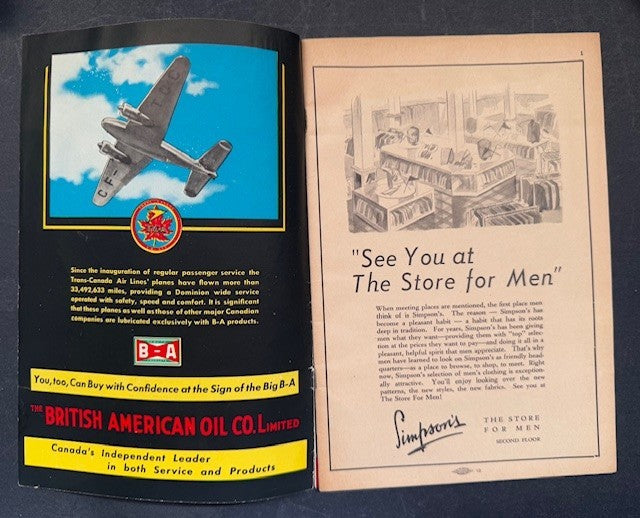 CF-TDC
Since the inauguration of regular passenger service the
Trans-Canada Air Lines' planes have flown more than
33,492,633 miles, providing a Dominion wide service
operated with safety, speed and comfort. It is significant
that these planes as well as those of other major Canadian
companies are lubricated exclusively with B-A products.
B-A
You, too, Can Buy with Confidence at the Sign of the Big B-A
THE BRITISH AMERICAN OIL CO. LIMITED
Canada's Independent Leader
in both Service and Products
1
"See You at
The Store for Men"
When meeting places are mentioned, the first place men
think of is Simpson's. The reason — Simpson's has
become a pleasant habit — a habit that has its roots
deep in tradition. For years, Simpson's has been giving
men what they want—providing them with "top" selec-
tion at the prices they want to pay—and doing it all in a
pleasant, helpful spirit that men appreciate. That's why
men have learned to look on Simpson's as friendly head-
quarters—as a place to browse, to shop, to meet. Right
now, Simpson's selection of men's clothing is exception-
ally attractive. You'll enjoy looking over the new
patterns, the new styles, the new fabrics. See you at
The Store For Men!
Simpson's
THE STORE
FOR MEN
SECOND FLOOR